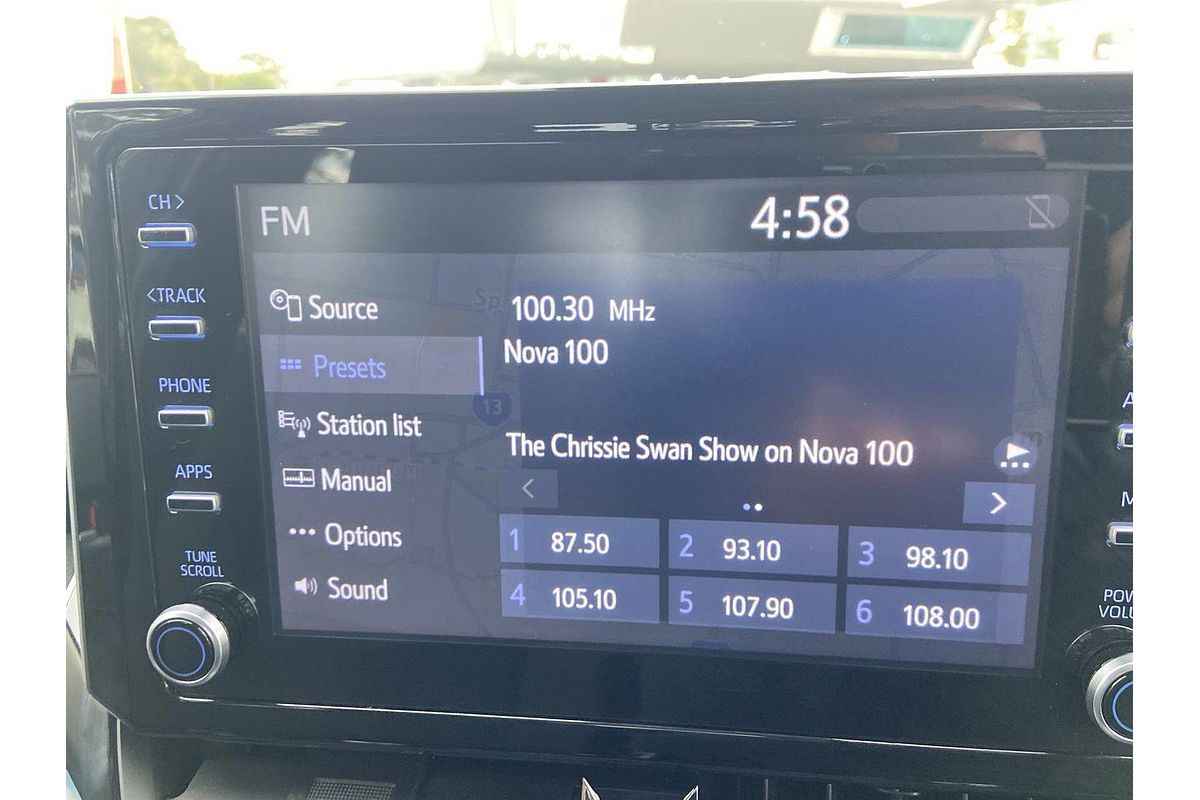 CH>
FM
4:58
<TRACK
Source
100.30 MHz
Presets
Nova 100
PHONE
13
Station list
The Chrissie Swan Show on Nova 100
APPS
Manual
<
>
Options
1 87.50
2 93.10
3 98.10
TUNE
SCROLL
Sound
4 105.10
5 107.90
6 108.00